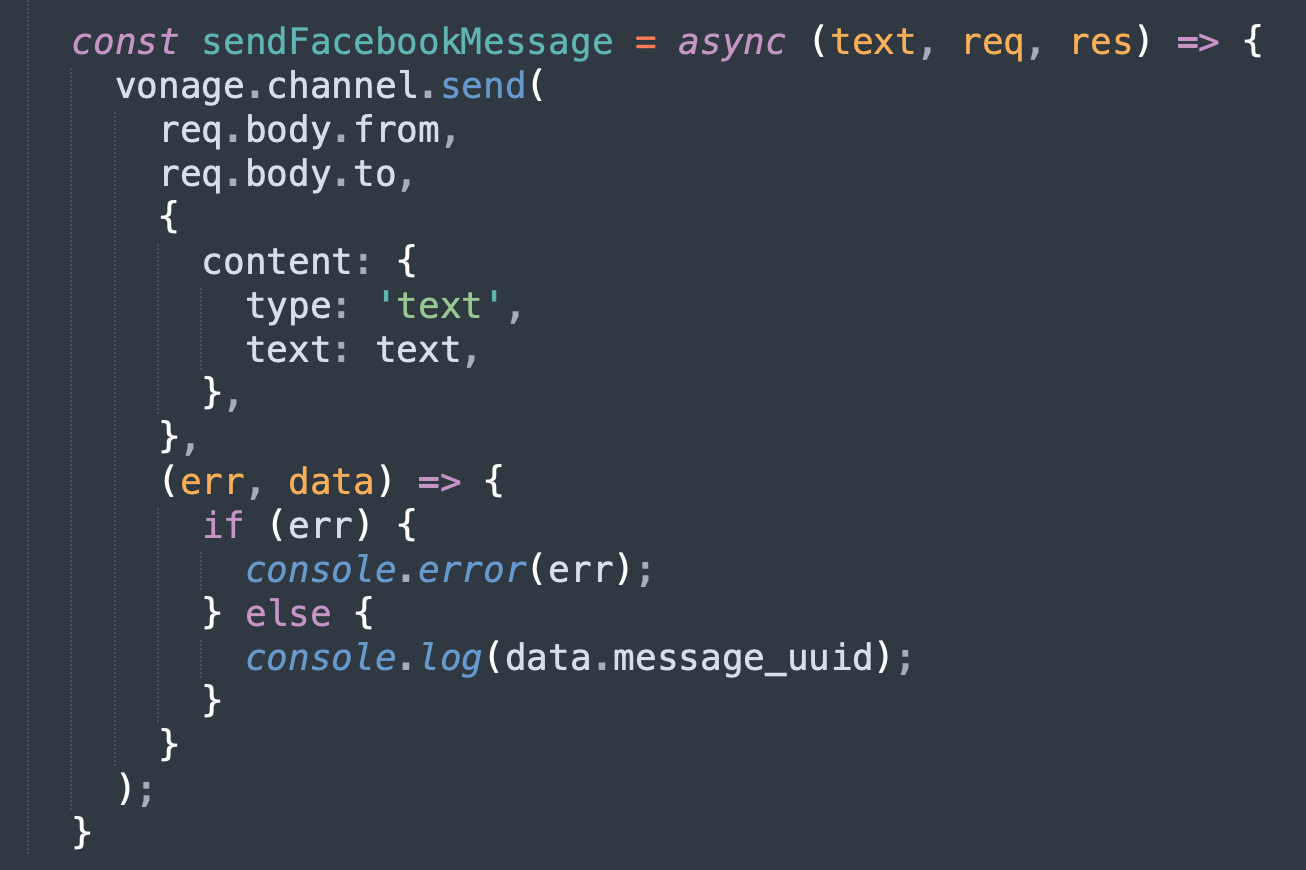 const sendFacebookMessage = async (text, req, res) => {
  vonage.channel.send(
    req.body.from,
    req.body.to,
    {
      content: {
        type: 'text',
        text: text,
      },
    },
    (err, data) => {
      if (err) {
        console.error(err);
      } else {
        console.log(data.message_uuid);
      }
    }
  );
}